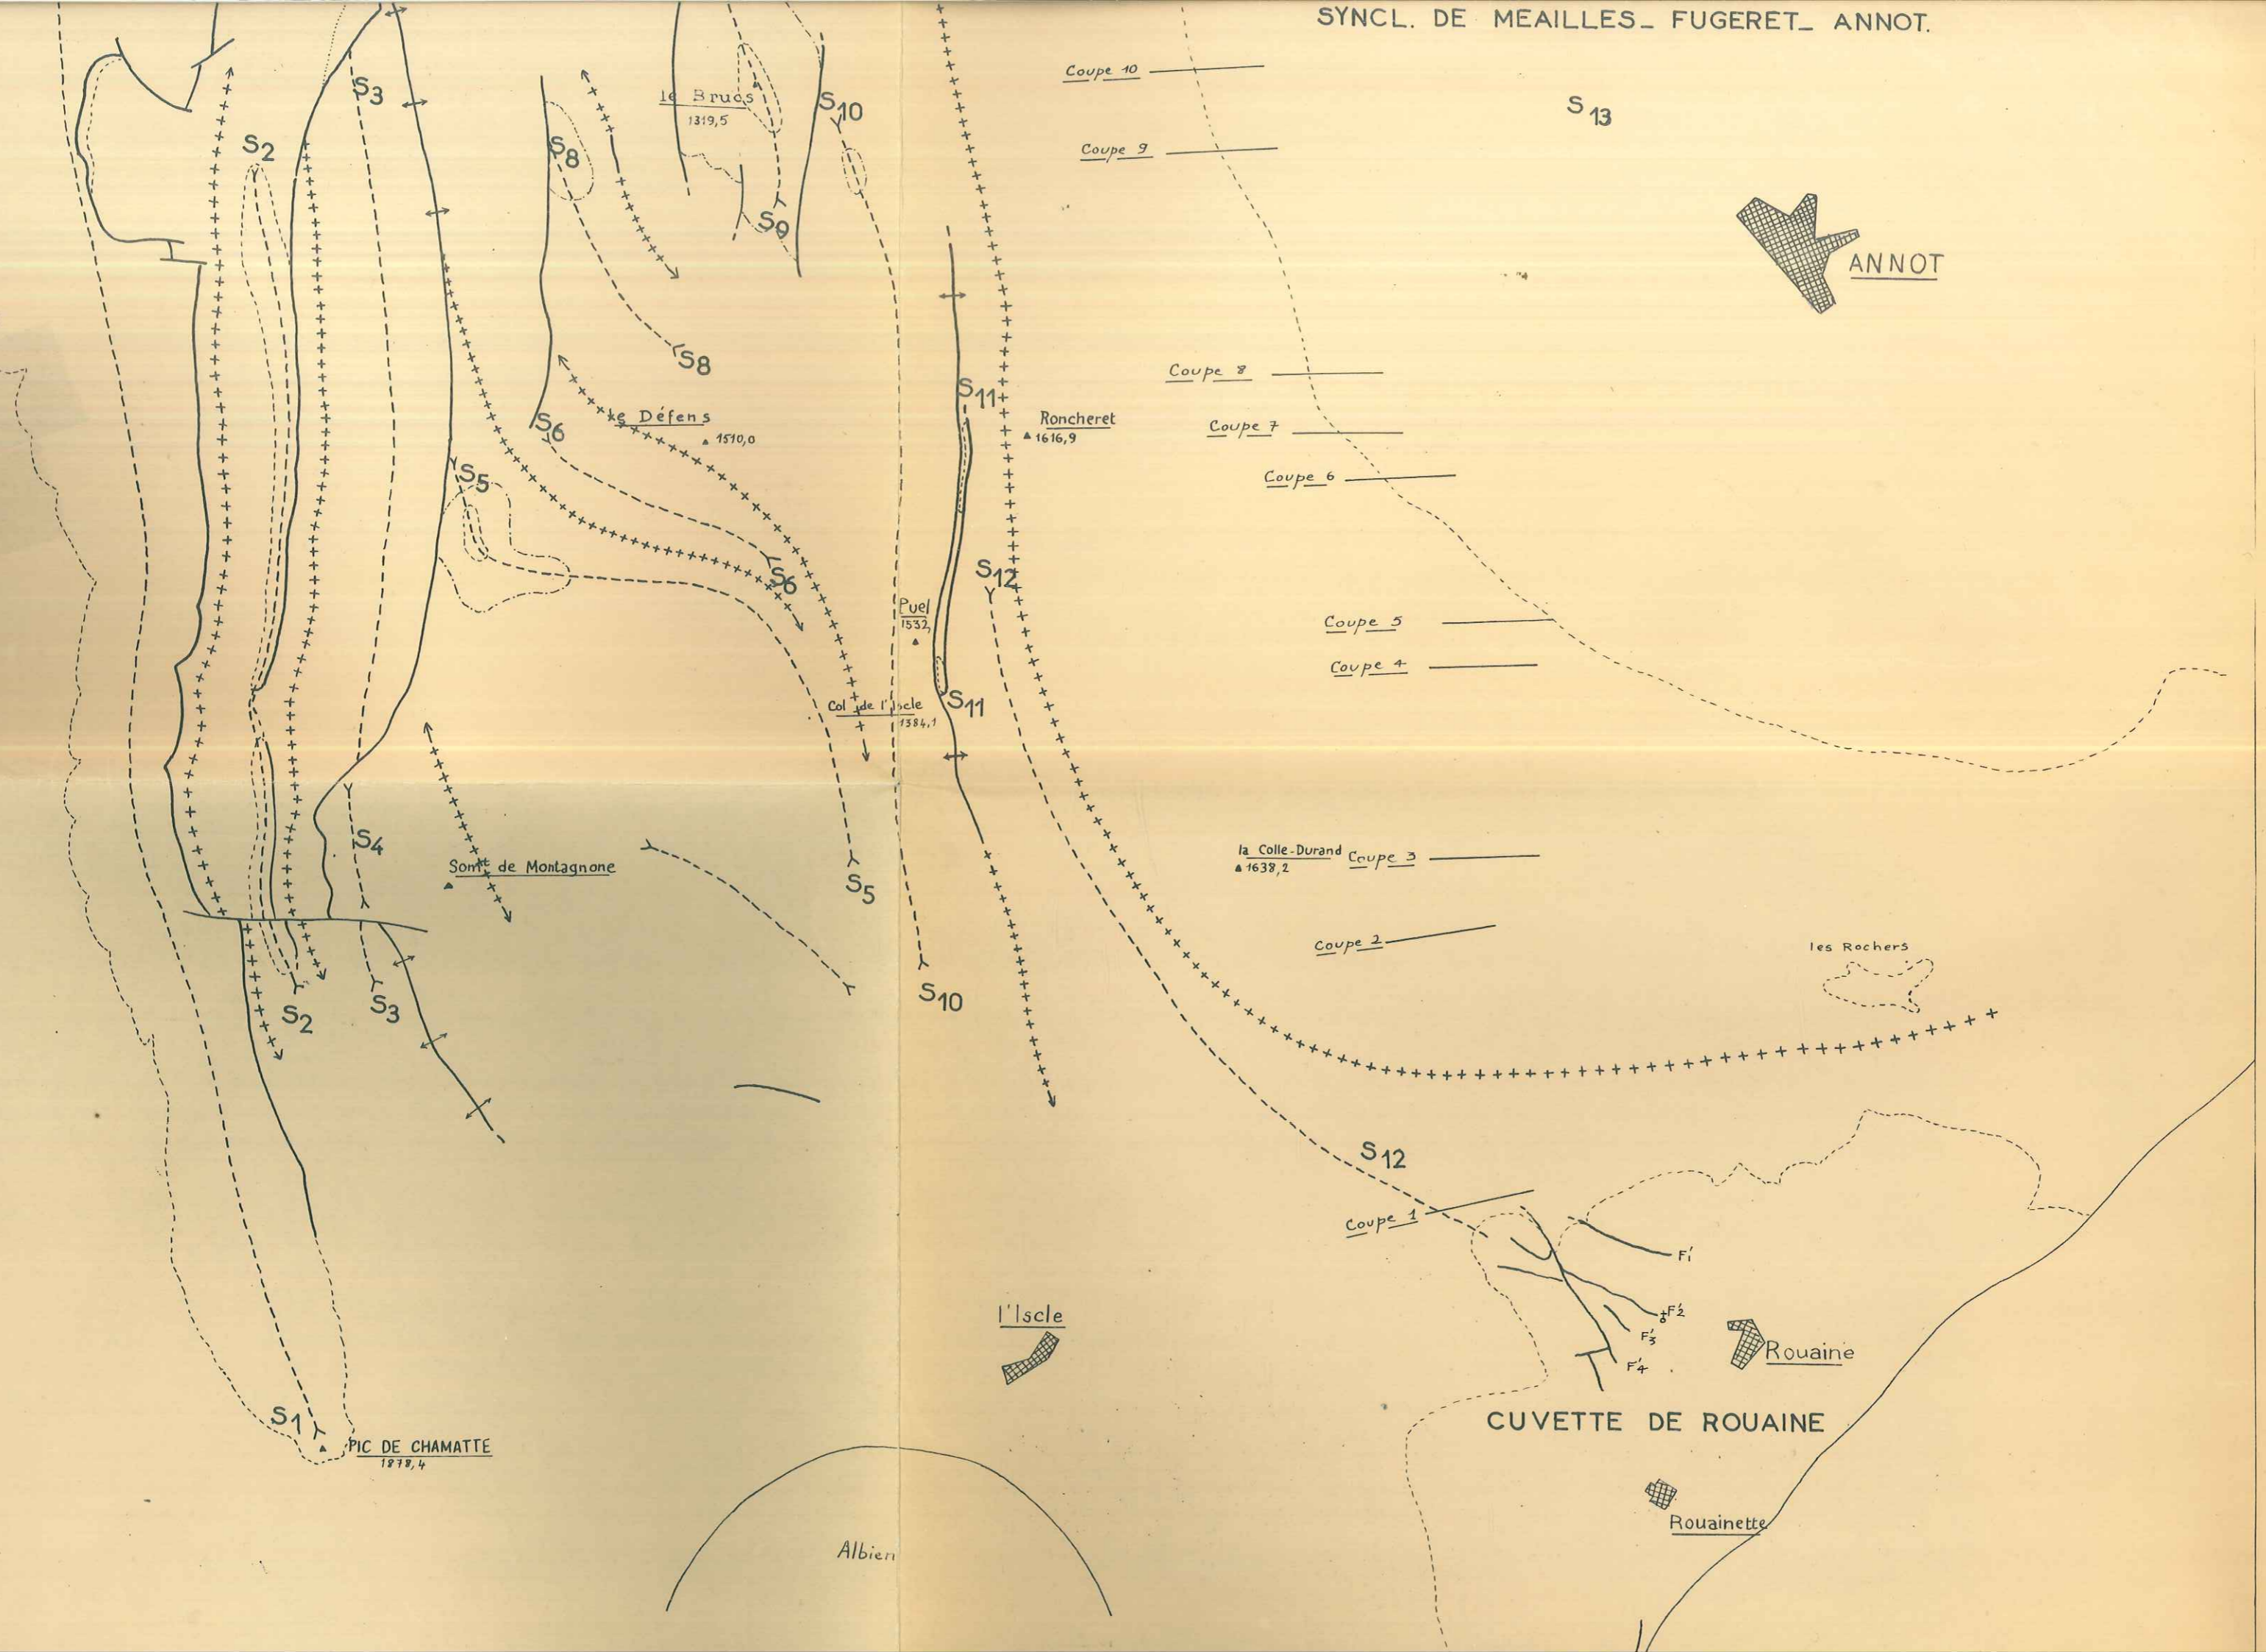 SYNCL. DE MEAILLES_ FUGERET_ ANNOT.
Coupe 10
S3
le Brucs
1319,5
S10
S13
S2
S8
Coupe 9
S9
ANNOT
S8
Coupe 8
S11
le Défens
1510,0
Roncheret
1616,9
S6
Coupe 7
S5
Coupe 6
S12
S6
Puel
1532,
Coupe 5
Coupe 4
Col de l'Iscle
1384,1
S11
S4
Somt de Montagnone
la Colle-Durand
1638,2
Coupe 3
S5
Coupe 2
les Rochers
S10
S2
S3
S12
Coupe 1
F'1
l'Iscle
F'2
F'3
F'4
Rouaine
S1
CUVETTE DE ROUAINE
PIC DE CHAMATTE
1878,4
Rouainette
Albien